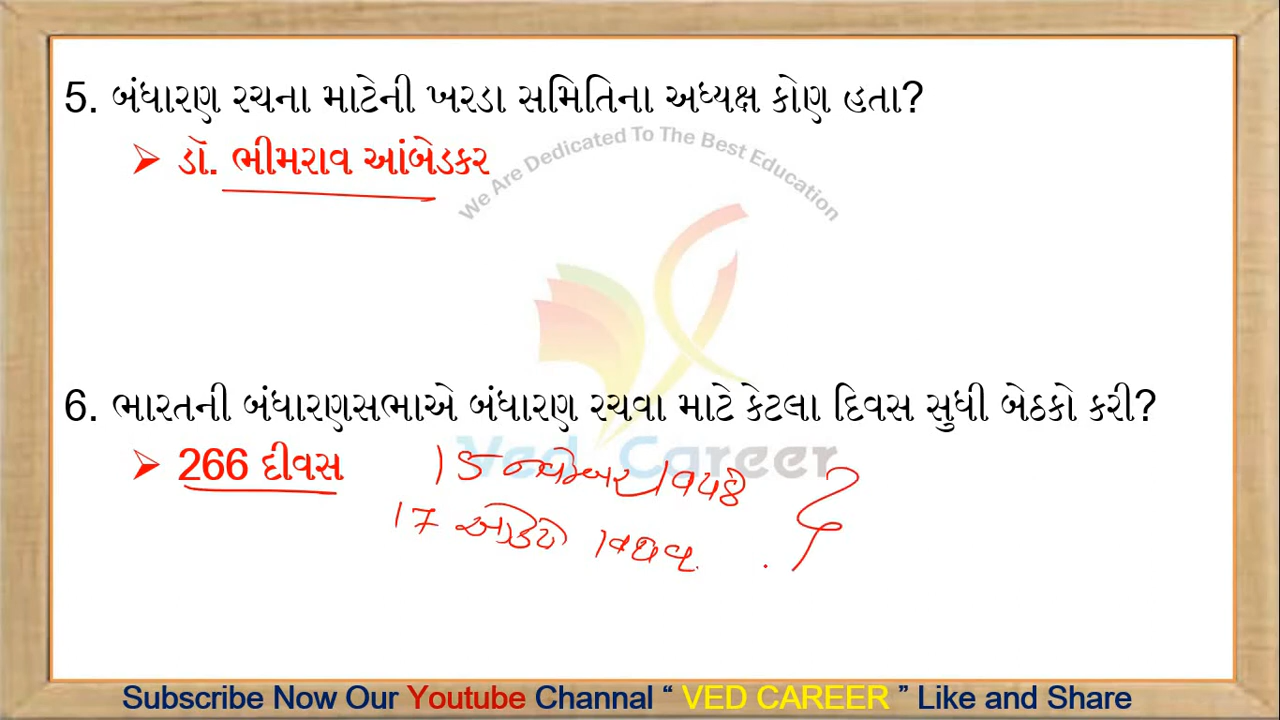 5. બંધારણ રચના માટેની ખરડા સમિતિના અધ્યક્ષ કોણ હતા?
➢ ડૉ. ભીમરાવ આંબેડકર
We Are Dedicated To The Best Education
6. ભારતની બંધારણસભાએ બંધારણ રચવા માટે કેટલા દિવસ સુધી બેઠકો કરી?
➢ 266 દીવસ
Ved Career
17
Subscribe Now Our Youtube Channal “ VED CAREER ” Like and Share